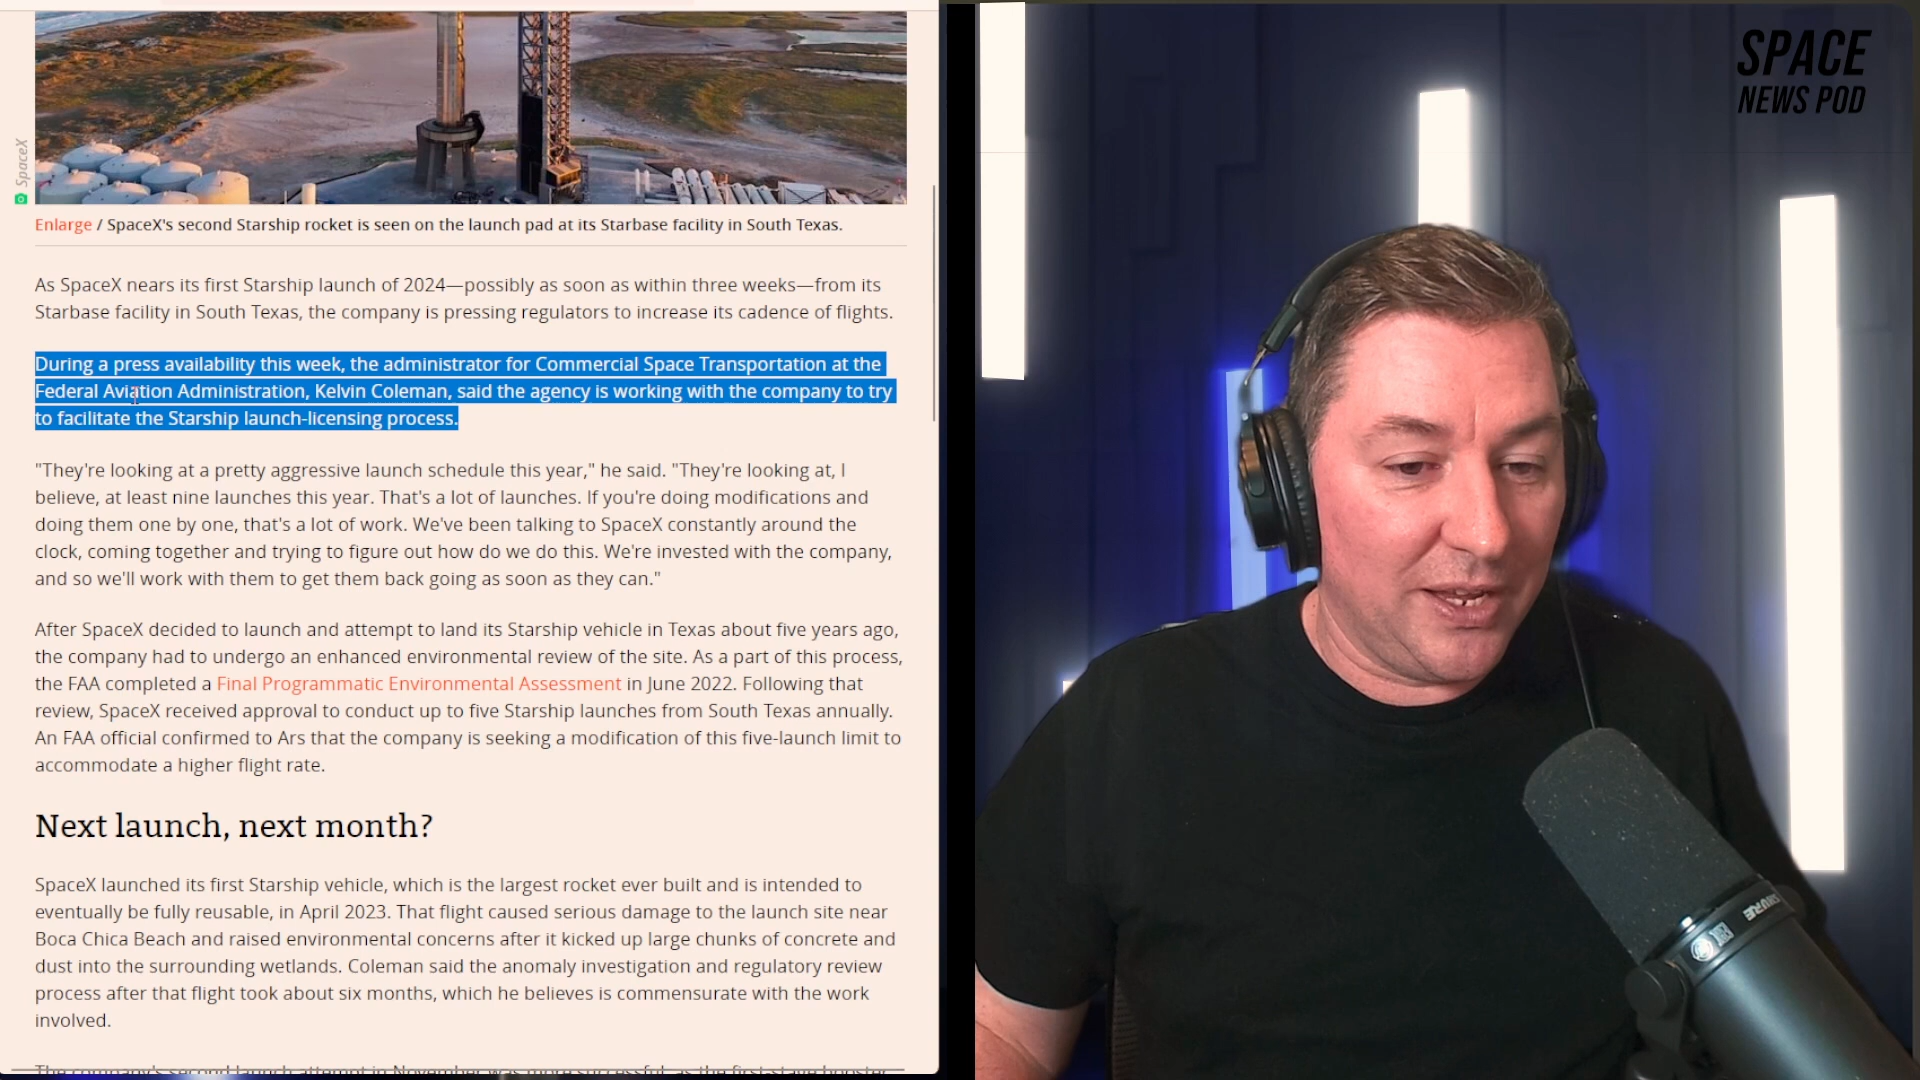 SpaceX
Enlarge / SpaceX's second Starship rocket is seen on the launch pad at its Starbase facility in South Texas.
As SpaceX nears its first Starship launch of 2024—possibly as soon as within three weeks—from its
Starbase facility in South Texas, the company is pressing regulators to increase its cadence of flights.
During a press availability this week, the administrator for Commercial Space Transportation at the
Federal Aviation Administration, Kelvin Coleman, said the agency is working with the company to try
to facilitate the Starship launch-licensing process.
"They're looking at a pretty aggressive launch schedule this year," he said. "They're looking at, I
believe, at least nine launches this year. That's a lot of launches. If you're doing modifications and
doing them one by one, that's a lot of work. We've been talking to SpaceX constantly around the
clock, coming together and trying to figure out how do we do this. We're invested with the company,
and so we'll work with them to get them back going as soon as they can."
After SpaceX decided to launch and attempt to land its Starship vehicle in Texas about five years ago,
the company had to undergo an enhanced environmental review of the site. As a part of this process,
the FAA completed a Final Programmatic Environmental Assessment in June 2022. Following that
review, SpaceX received approval to conduct up to five Starship launches from South Texas annually.
An FAA official confirmed to Ars that the company is seeking a modification of this five-launch limit to
accommodate a higher flight rate.
Next launch, next month?
SpaceX launched its first Starship vehicle, which is the largest rocket ever built and is intended to
eventually be fully reusable, in April 2023. That flight caused serious damage to the launch site near
Boca Chica Beach and raised environmental concerns after it kicked up large chunks of concrete and
dust into the surrounding wetlands. Coleman said the anomaly investigation and regulatory review
process after that flight took about six months, which he believes is commensurate with the work
involved.
The company's second launch attempt in November was more successful, as the first-stage booster
SPACE
NEWS POD
SHURE